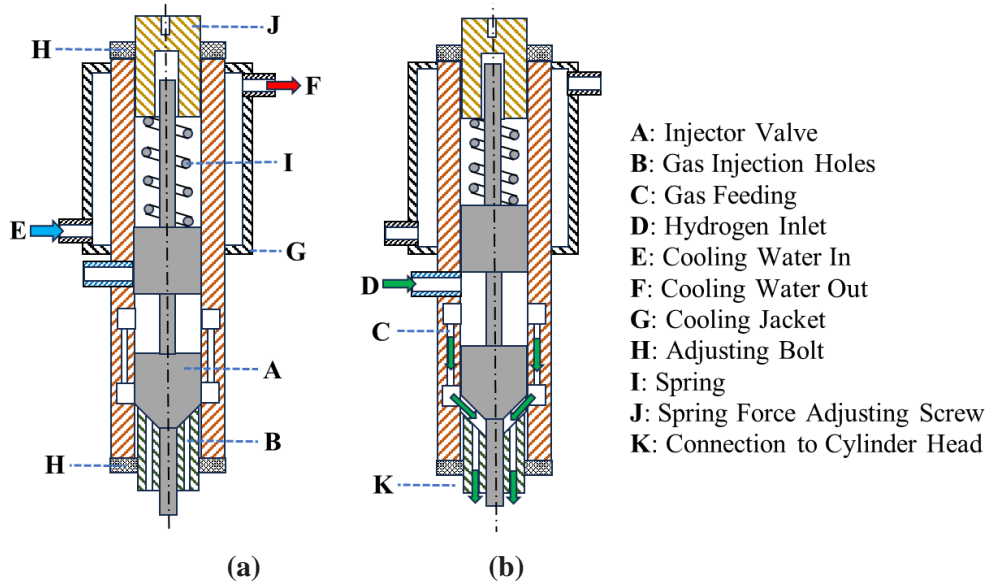 J
H
F
I
E
G
A
B
H
(a)
D
C
K
(b)
A: Injector Valve
B: Gas Injection Holes
C: Gas Feeding
D: Hydrogen Inlet
E: Cooling Water In
F: Cooling Water Out
G: Cooling Jacket
H: Adjusting Bolt
I: Spring
J: Spring Force Adjusting Screw
K: Connection to Cylinder Head